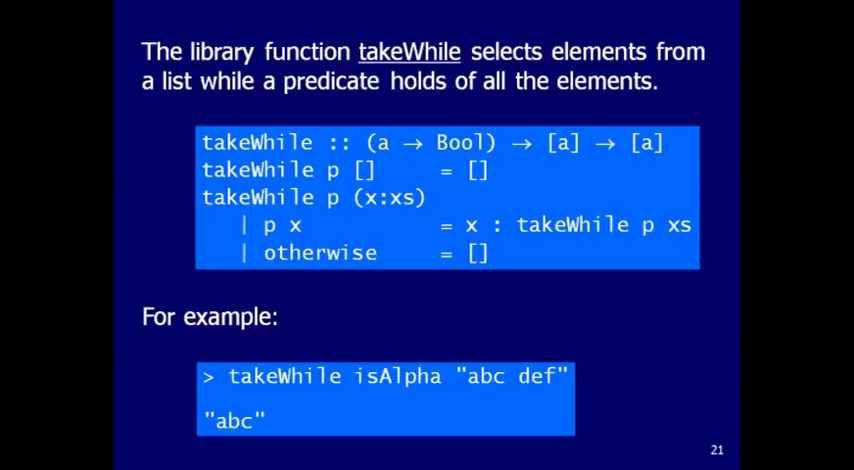 The library function takeWhile selects elements from
a list while a predicate holds of all the elements.
takeWhile :: (a → Bool) → [a] → [a]
takeWhile p [] = []
takeWhile p (x:xs)
| p x = x : takeWhile p xs
| otherwise = []
For example:
> takeWhile isAlpha "abc def"
"abc"
21